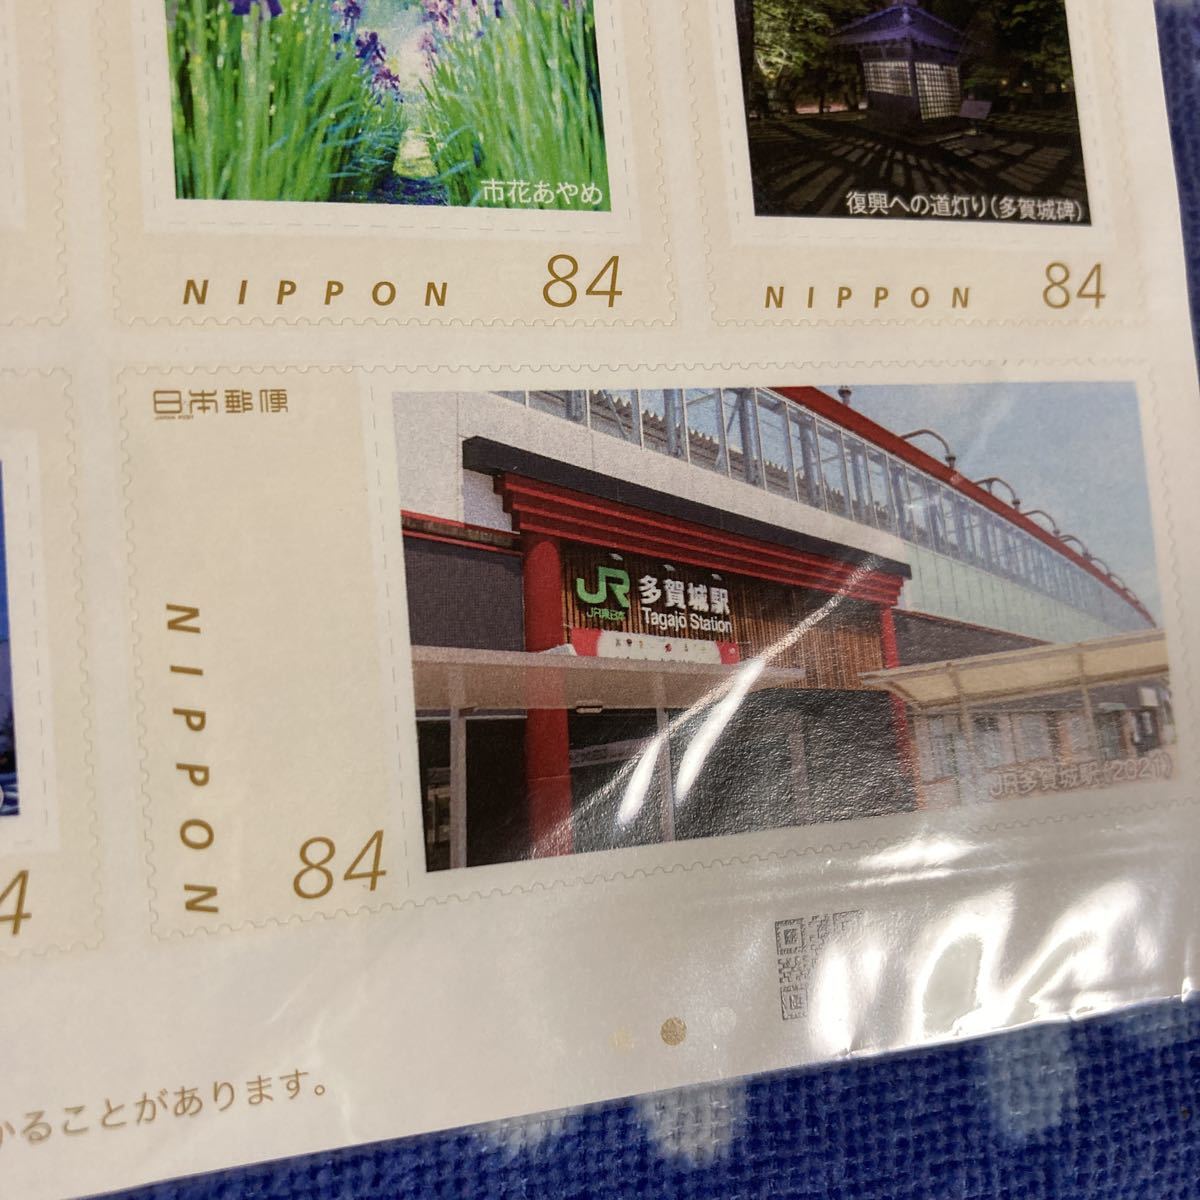 市花あやめ
復興への道灯り(多賀城碑)
NIPPON 84
NIPPON 84
日本郵便
JAPAN POST
JR 多賀城駅
JR東日本 Tagajō Station
JR多賀城駅(2021)
NIPPON
84
4
かることがあります。